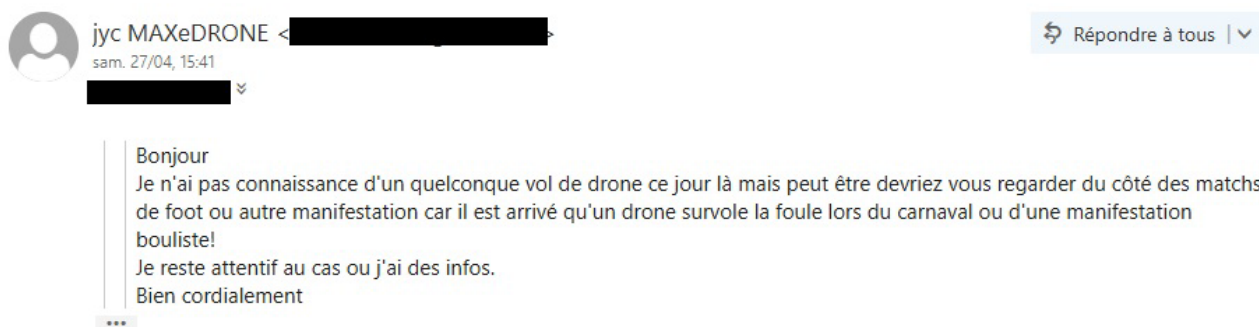 jyc MAXeDRONE < >
Répondre à tous
sam. 27/04, 15:41
Bonjour
Je n'ai pas connaissance d'un quelconque vol de drone ce jour là mais peut être devriez vous regarder du côté des matchs
de foot ou autre manifestation car il est arrivé qu'un drone survole la foule lors du carnaval ou d'une manifestation
bouliste!
Je reste attentif au cas ou j'ai des infos.
Bien cordialement
•••